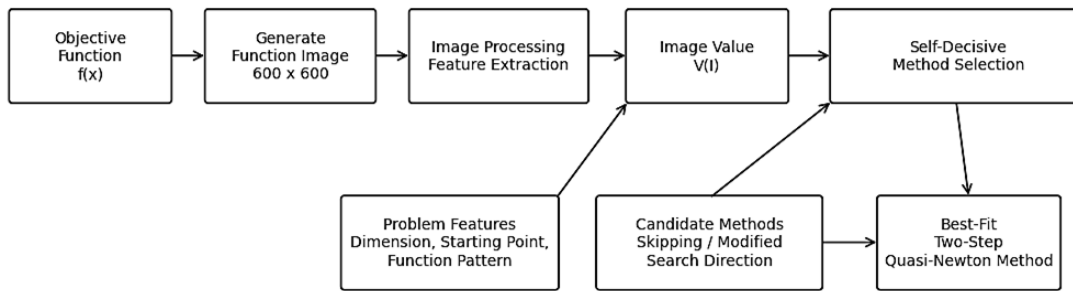 Objective
Function
f(x)
Generate
Function Image
600 x 600
Image Processing
Feature Extraction
Image Value
V(I)
Self-Decisive
Method Selection
Problem Features
Dimension, Starting Point,
Function Pattern
Candidate Methods
Skipping / Modified
Search Direction
Best-Fit
Two-Step
Quasi-Newton Method